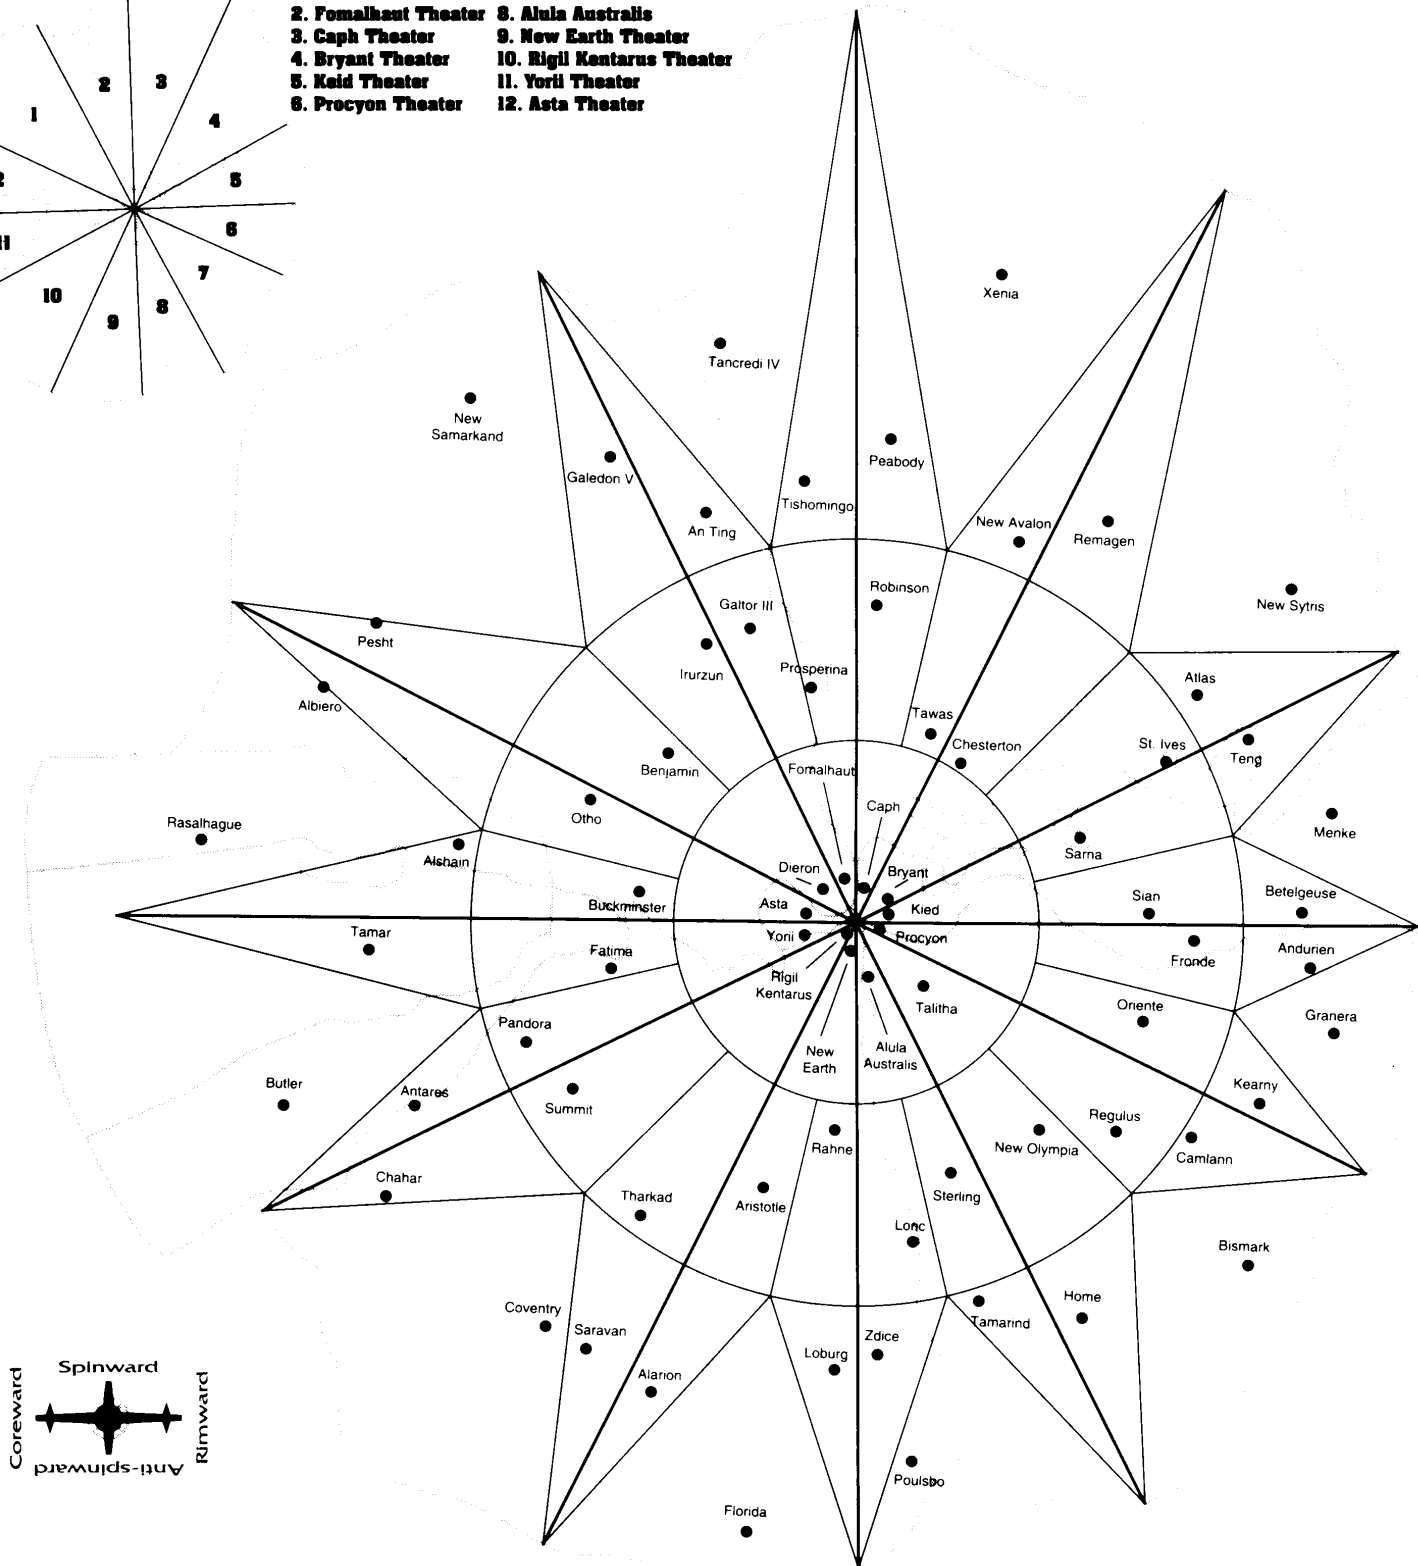 2. Fomalhaut Theater
3. Caph Theater
4. Bryant Theater
5. Kaid Theater
6. Procyon Theater
8. Alula Australis
9. New Earth Theater
10. Rigil Kentarus Theater
11. Yorii Theater
12. Asta Theater
1
2
3
4
5
6
7
8
9
10
11
2
Xenia
Tancredi IV
New
Samarkand
Galedon V
An Ting
Tishomingo
Peabody
New Avalon
Remagen
New Sytris
Robinson
Galtor III
Irurzun
Prosperina
Pesht
Albiero
Atlas
Tawas
Chesterton
St. Ives
Teng
Benjamin
Fomalhaut
Otho
Caph
Menke
Rasalhague
Alshain
Sarna
Dieron
Bryant
Buckminster
Asta
Kied
Sian
Betelgeuse
Tamar
Yorii
Procyon
Fatima
Fronde
Andurien
Rigil
Kentarus
Talitha
Oriente
Granera
Pandora
New
Earth
Alula
Australis
Butler
Antares
Summit
Kearny
Rahne
New Olympia
Regulus
Camlann
Chahar
Tharkad
Aristotle
Sterling
Lonc
Bismark
Coventry
Saravan
Alarion
Loburg
Zdice
Tamarind
Home
Poulsbo
Florida
Spinward
Coreward
Rimward
Anti-spinward